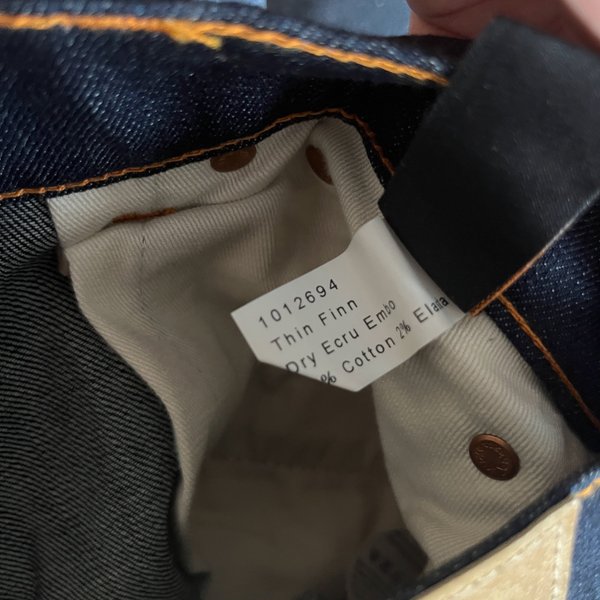 1012694
Thin Finn
Dry Ecru Embo
% Cotton 2% Elasta